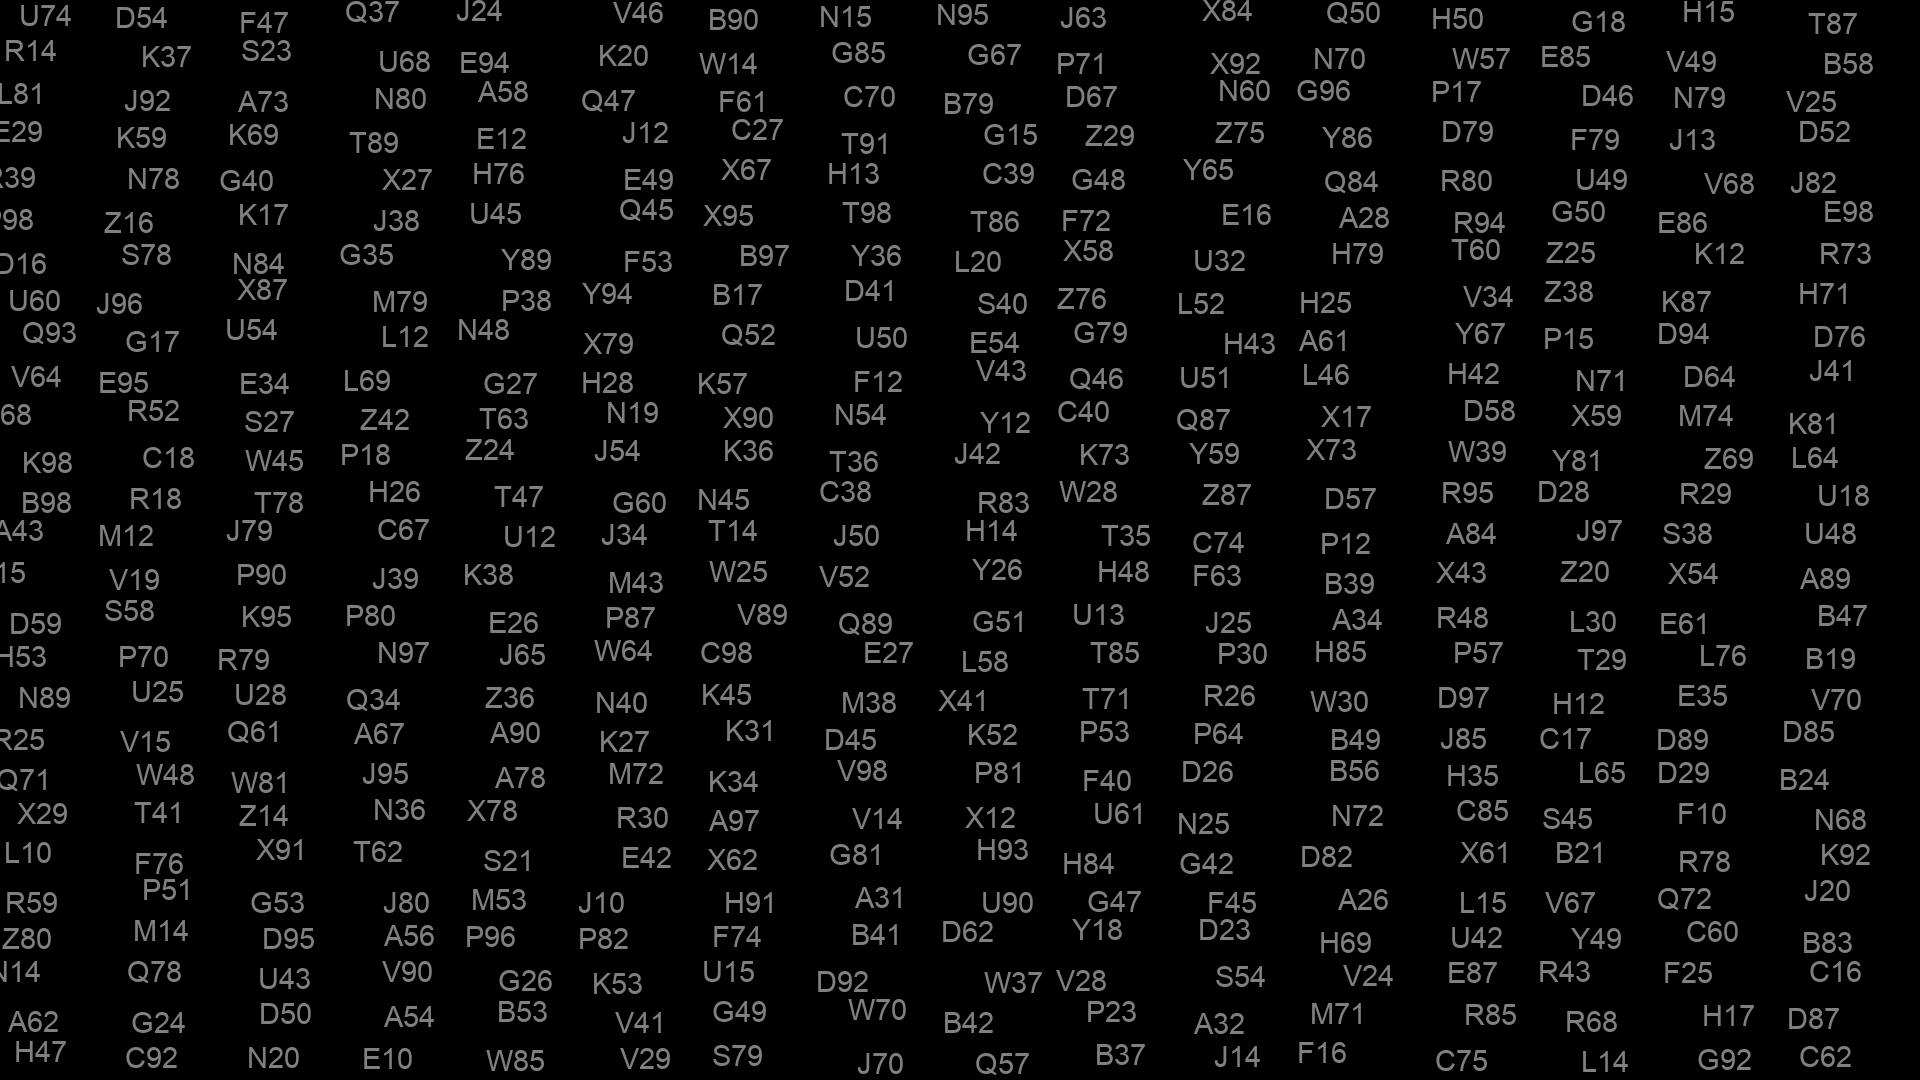 U74 D54 F47 Q37 J24 V46 B90 N15 N95 J63 X84 Q50 H50 G18 H15 T87
R14 K37 S23 U68 E94 K20 W14 G85 G67 P71 X92 N70 W57 E85 V49 B58
L81 J92 A73 N80 A58 Q47 F61 C70 B79 D67 N60 G96 P17 D46 N79 V25
E29 K59 K69 T89 E12 J12 C27 T91 G15 Z29 Z75 Y86 D79 F79 J13 D52
39 N78 G40 X27 H76 E49 X67 H13 C39 G48 Y65 Q84 R80 U49 V68 J82
98 Z16 K17 J38 U45 Q45 X95 T98 T86 F72 E16 A28 R94 G50 E86 E98
D16 S78 N84 G35 Y89 F53 B97 Y36 L20 X58 U32 H79 T60 Z25 K12 R73
U60 J96 X87 M79 P38 Y94 B17 D41 S40 Z76 L52 H25 V34 Z38 K87 H71
Q93 G17 U54 L12 N48 X79 Q52 U50 E54 G79 H43 A61 Y67 P15 D94 D76
V64 E95 E34 L69 G27 H28 K57 F12 V43 Q46 U51 L46 H42 N71 D64 J41
68 R52 S27 Z42 T63 N19 X90 N54 Y12 C40 Q87 X17 D58 X59 M74 K81
K98 C18 W45 P18 Z24 J54 K36 T36 J42 K73 Y59 X73 W39 Y81 Z69 L64
B98 R18 T78 H26 T47 G60 N45 C38 R83 W28 Z87 D57 R95 D28 R29 U18
A43 M12 J79 C67 U12 J34 T14 J50 H14 T35 C74 P12 A84 J97 S38 U48
15 V19 P90 J39 K38 M43 W25 V52 Y26 H48 F63 B39 X43 Z20 X54 A89
D59 S58 K95 P80 E26 P87 V89 Q89 G51 U13 J25 A34 R48 L30 E61 B47
H53 P70 R79 N97 J65 W64 C98 E27 L58 T85 P30 H85 P57 T29 L76 B19
N89 U25 U28 Q34 Z36 N40 K45 M38 X41 T71 R26 W30 D97 H12 E35 V70
R25 V15 Q61 A67 A90 K27 K31 D45 K52 P53 P64 B49 J85 C17 D89 D85
Q71 W48 W81 J95 A78 M72 K34 V98 P81 F40 D26 B56 H35 L65 D29 B24
X29 T41 Z14 N36 X78 R30 A97 V14 X12 U61 N25 N72 C85 S45 F10 N68
L10 F76 X91 T62 S21 E42 X62 G81 H93 H84 G42 D82 X61 B21 R78 K92
R59 P51 G53 J80 M53 J10 H91 A31 U90 G47 F45 A26 L15 V67 Q72 J20
Z80 M14 D95 A56 P96 P82 F74 B41 D62 Y18 D23 H69 U42 Y49 C60 B83
N14 Q78 U43 V90 G26 K53 U15 D92 W37 V28 S54 V24 E87 R43 F25 C16
A62 G24 D50 A54 B53 V41 G49 W70 B42 P23 A32 M71 R85 R68 H17 D87
H47 C92 N20 E10 W85 V29 S79 J70 Q57 B37 J14 F16 C75 L14 G92 C62